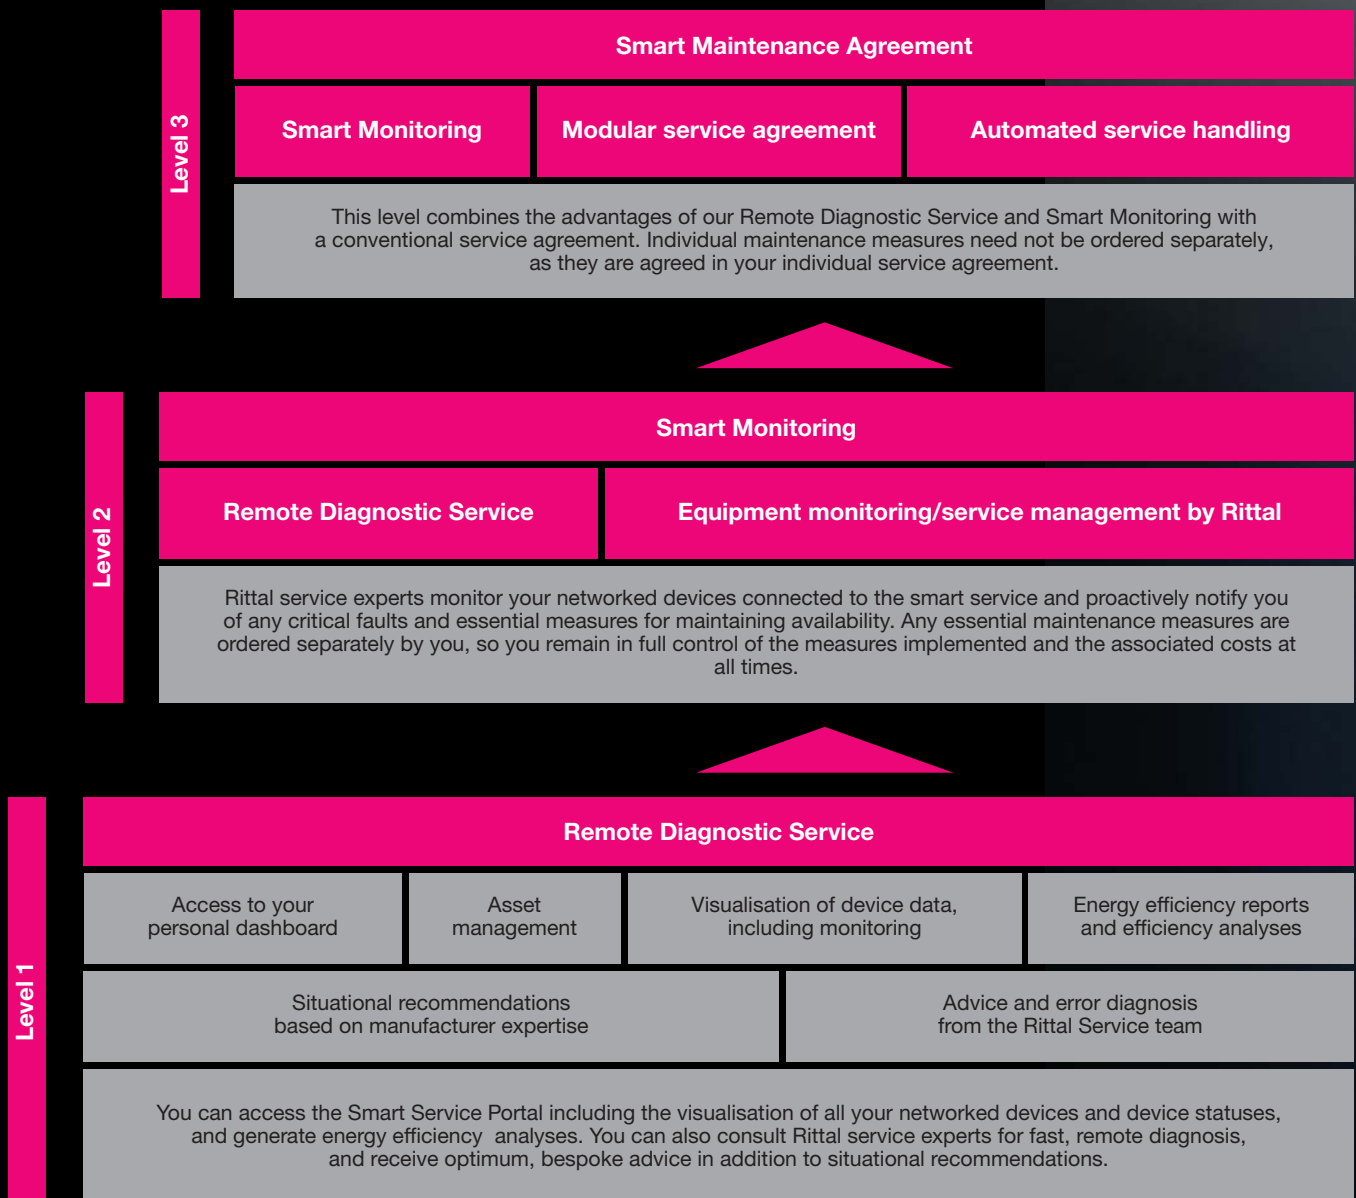 Level 3
Smart Maintenance Agreement
Smart Monitoring
Modular service agreement
Automated service handling
This level combines the advantages of our Remote Diagnostic Service and Smart Monitoring with
a conventional service agreement. Individual maintenance measures need not be ordered separately,
as they are agreed in your individual service agreement.
Level 2
Smart Monitoring
Remote Diagnostic Service
Equipment monitoring/service management by Rittal
Rittal service experts monitor your networked devices connected to the smart service and proactively notify you
of any critical faults and essential measures for maintaining availability. Any essential maintenance measures are
ordered separately by you, so you remain in full control of the measures implemented and the associated costs at
all times.
Level 1
Remote Diagnostic Service
Access to your
personal dashboard
Asset
management
Visualisation of device data,
including monitoring
Energy efficiency reports
and efficiency analyses
Situational recommendations
based on manufacturer expertise
Advice and error diagnosis
from the Rittal Service team
You can access the Smart Service Portal including the visualisation of all your networked devices and device statuses,
and generate energy efficiency analyses. You can also consult Rittal service experts for fast, remote diagnosis,
and receive optimum, bespoke advice in addition to situational recommendations.